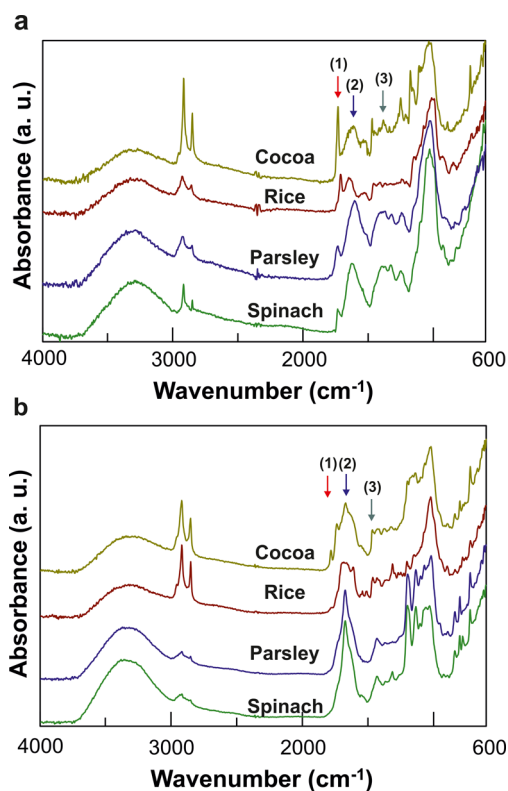 a
Absorbance (a. u.)
(1)
(2)
(3)
Cocoa
Rice
Parsley
Spinach
4000 3000 2000 600
Wavenumber (cm-1)
b
Absorbance (a. u.)
(1) (2)
(3)
Cocoa
Rice
Parsley
Spinach
4000 3000 2000 600
Wavenumber (cm-1)